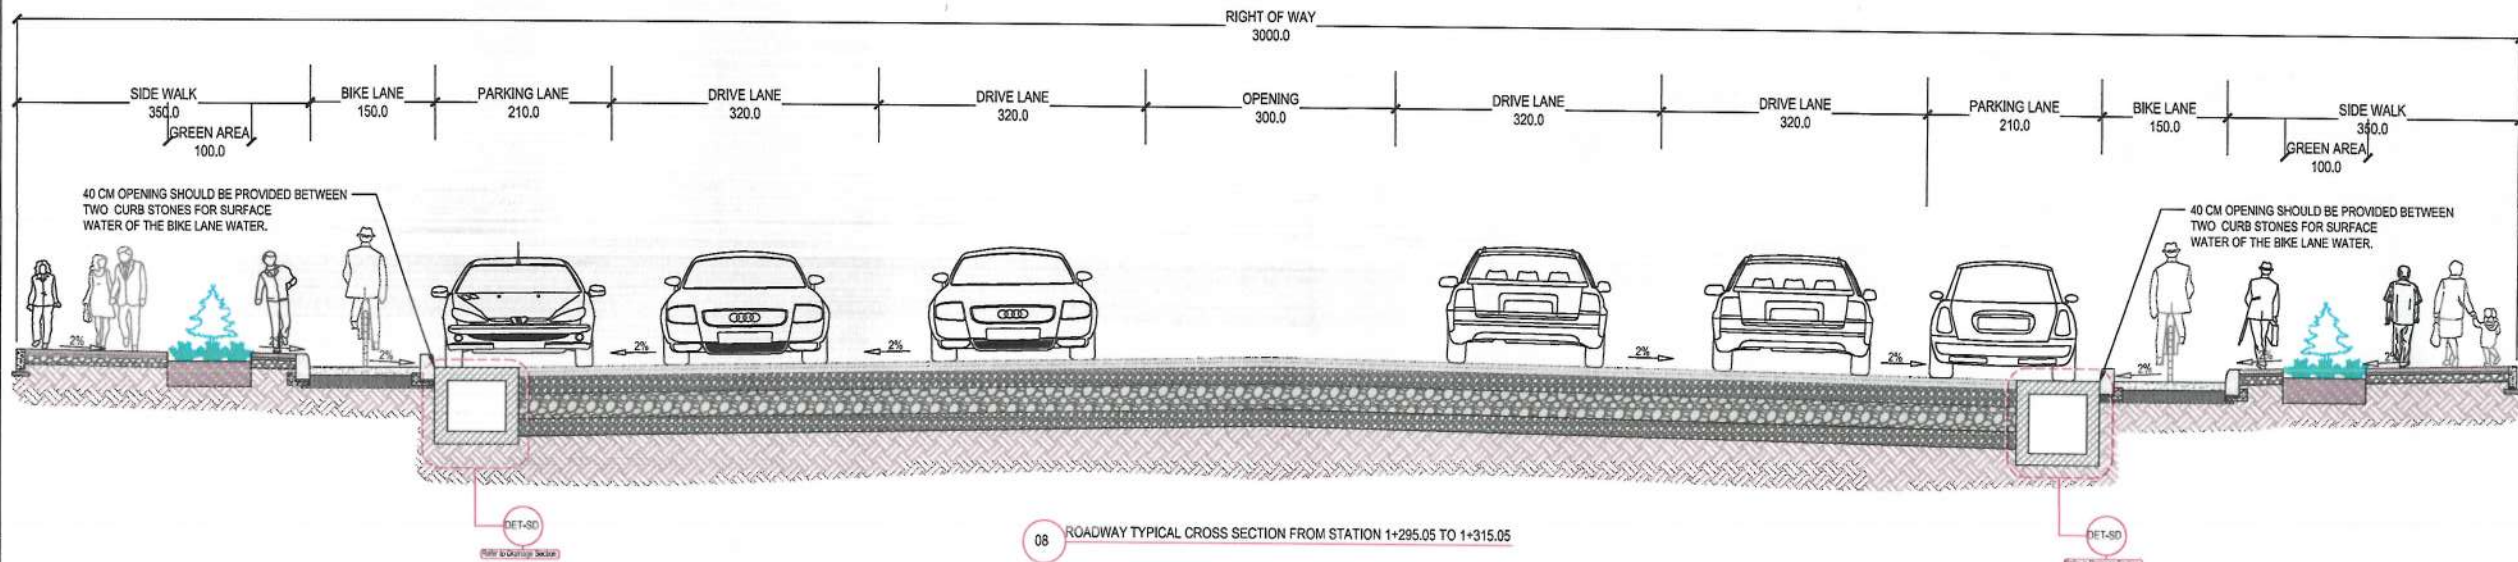 RIGHT OF WAY
3000.0
SIDE WALK
350.0
GREEN AREA
100.0
BIKE LANE
150.0
PARKING LANE
210.0
DRIVE LANE
320.0
DRIVE LANE
320.0
OPENING
300.0
DRIVE LANE
320.0
DRIVE LANE
320.0
PARKING LANE
210.0
BIKE LANE
150.0
SIDE WALK
350.0
GREEN AREA
100.0
40 CM OPENING SHOULD BE PROVIDED BETWEEN
TWO CURB STONES FOR SURFACE
WATER OF THE BIKE LANE WATER.
40 CM OPENING SHOULD BE PROVIDED BETWEEN
TWO CURB STONES FOR SURFACE
WATER OF THE BIKE LANE WATER.
2%
2%
2%
2%
2%
2%
2%
2%
2%
2%
DET-SD
Refer to Drainage Section
08
ROADWAY TYPICAL CROSS SECTION FROM STATION 1+295.05 TO 1+315.05
DET-SD